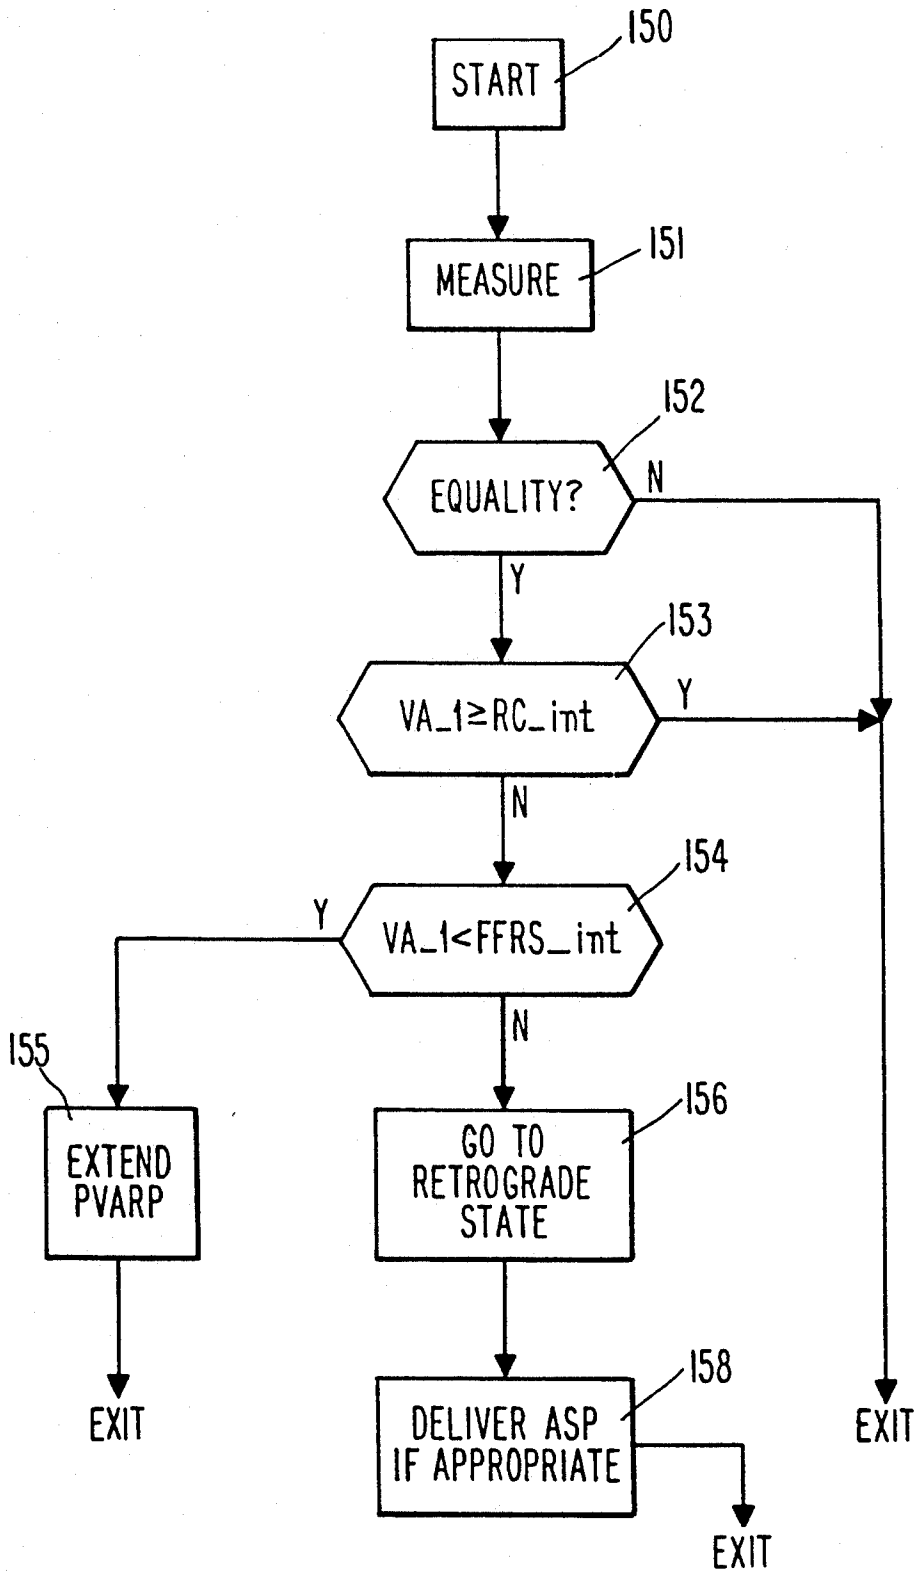 150
START
151
MEASURE
152
EQUALITY?
N
Y
153
VA_1≥RC_int
Y
N
154
VA_1<FFRS_int
Y
N
155
EXTEND
PVARP
156
GO TO
RETROGRADE
STATE
158
DELIVER ASP
IF APPROPRIATE
EXIT
EXIT
EXIT